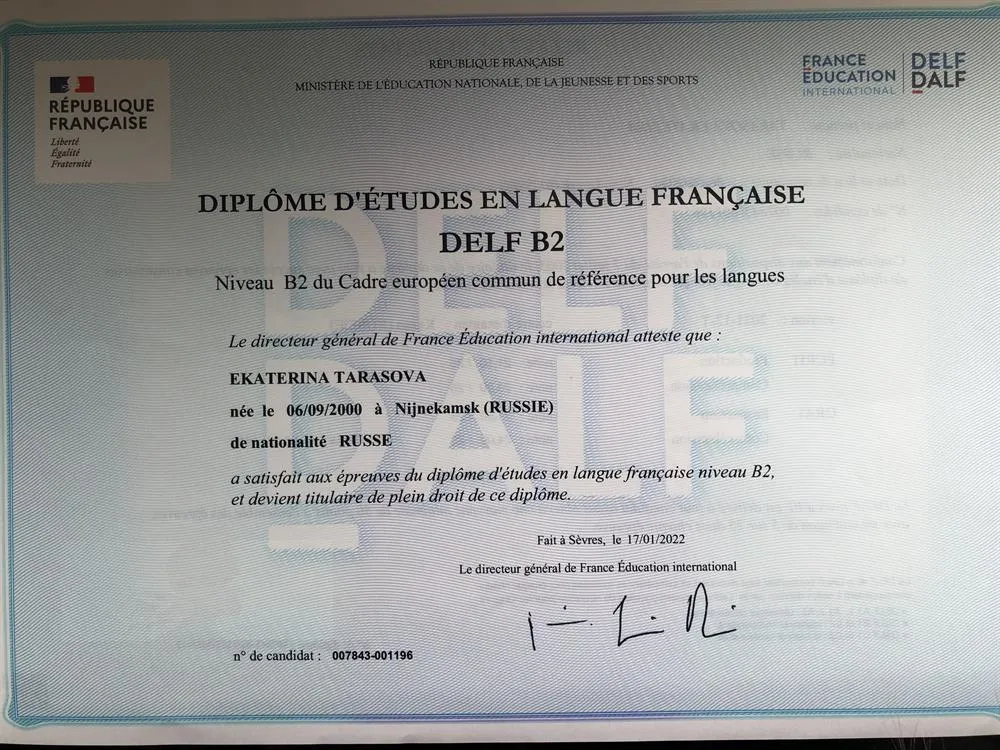 RÉPUBLIQUE
FRANÇAISE
Liberté
Égalité
Fraternité
RÉPUBLIQUE FRANÇAISE
MINISTÈRE DE L'ÉDUCATION NATIONALE, DE LA JEUNESSE ET DES SPORTS
FRANCE
ÉDUCATION
INTERNATIONAL
DELF
DALF
DIPLÔME D'ÉTUDES EN LANGUE FRANÇAISE
DELF B2
Niveau B2 du Cadre européen commun de référence pour les langues
Le directeur général de France Éducation international atteste que :
EKATERINA TARASOVA
née le 06/09/2000 à Nijnekamsk (RUSSIE)
de nationalité RUSSE
a satisfait aux épreuves du diplôme d'études en langue française niveau B2,
et devient titulaire de plein droit de ce diplôme.
Fait à Sèvres, le 17/01/2022
Le directeur général de France Éducation international
n° de candidat : 007843-001196
DELF
DALF